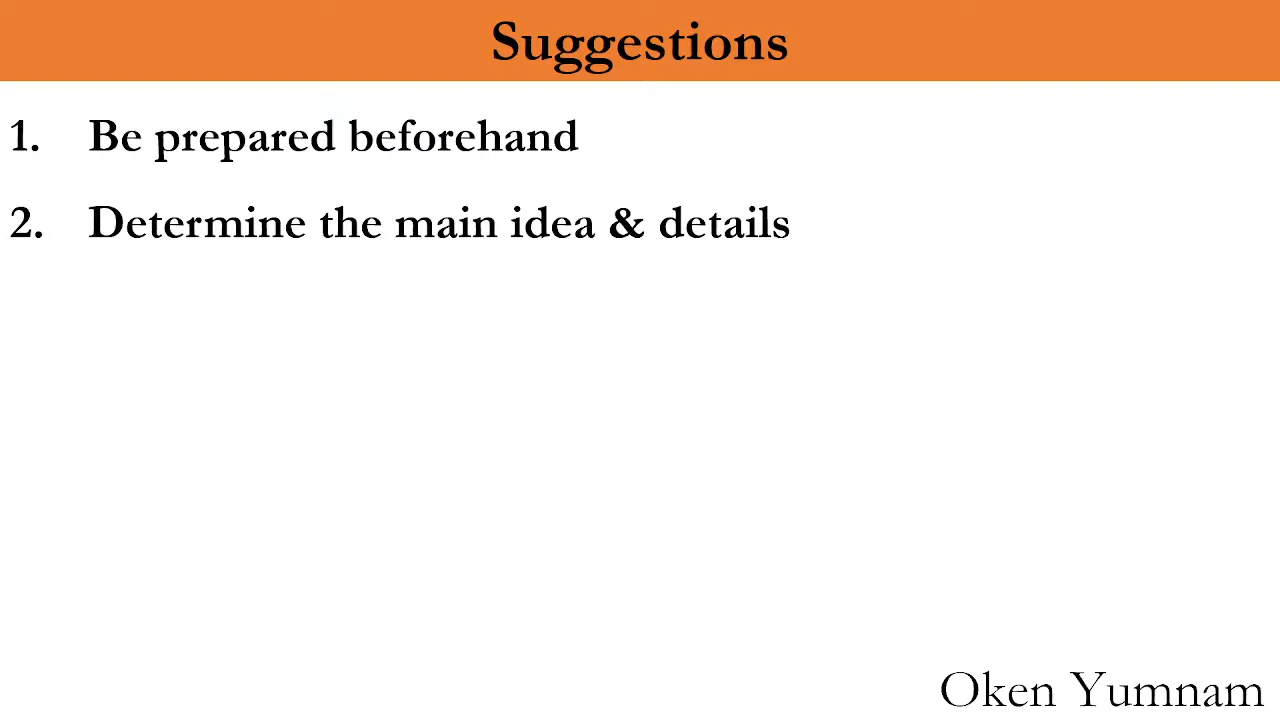 Suggestions
1. Be prepared beforehand
2. Determine the main idea & details
Oken Yumnam